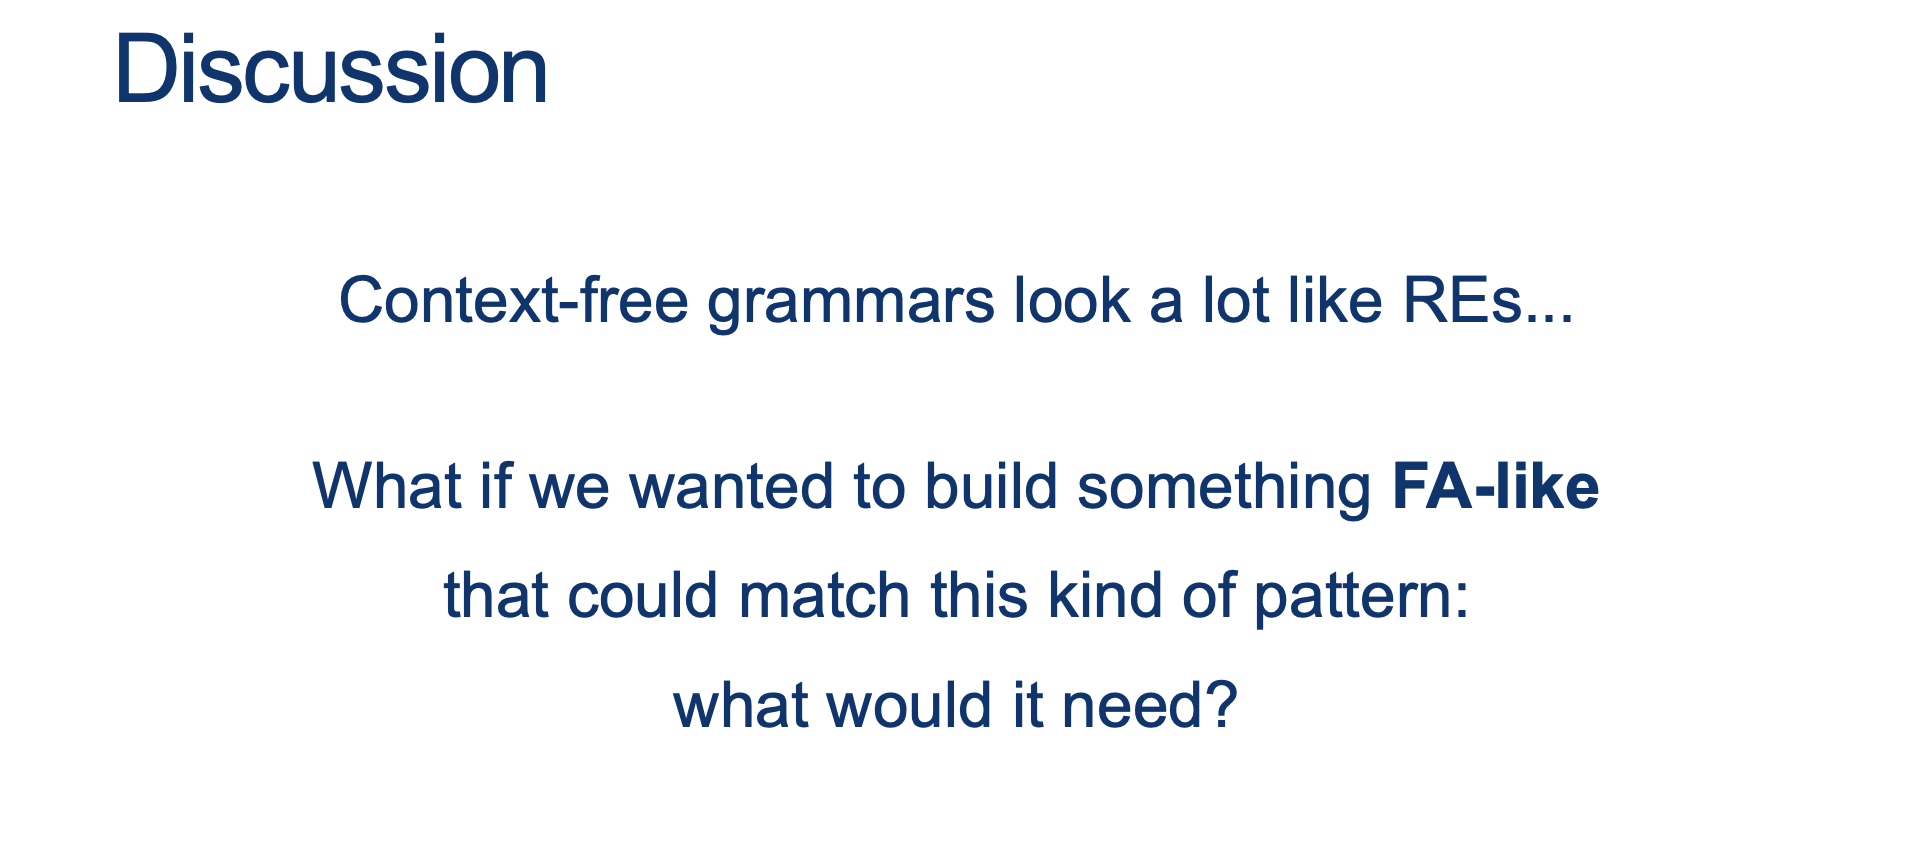 Discussion
Context-free grammars look a lot like REs...
What if we wanted to build something FA-like
that could match this kind of pattern:
what would it need?